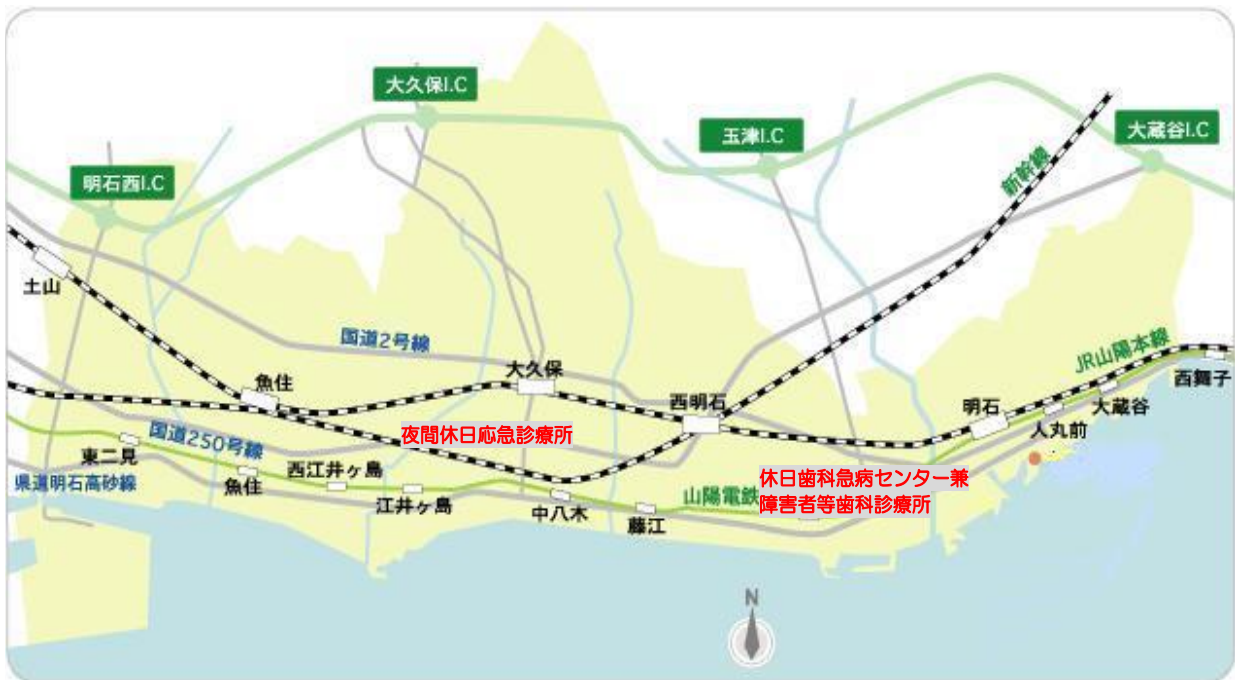 大久保I.C
玉津I.C
大蔵谷I.C
明石西I.C
新幹線
土山
国道2号線
大久保
JR山陽本線
西舞子
魚住
西明石
明石
大蔵谷
人丸前
国道250号線
夜間休日応急診療所
東二見
西江井ヶ島
魚住
県道明石高砂線
江井ヶ島
中八木
藤江
山陽電鉄
休日歯科急病センター兼
障害者等歯科診療所
N